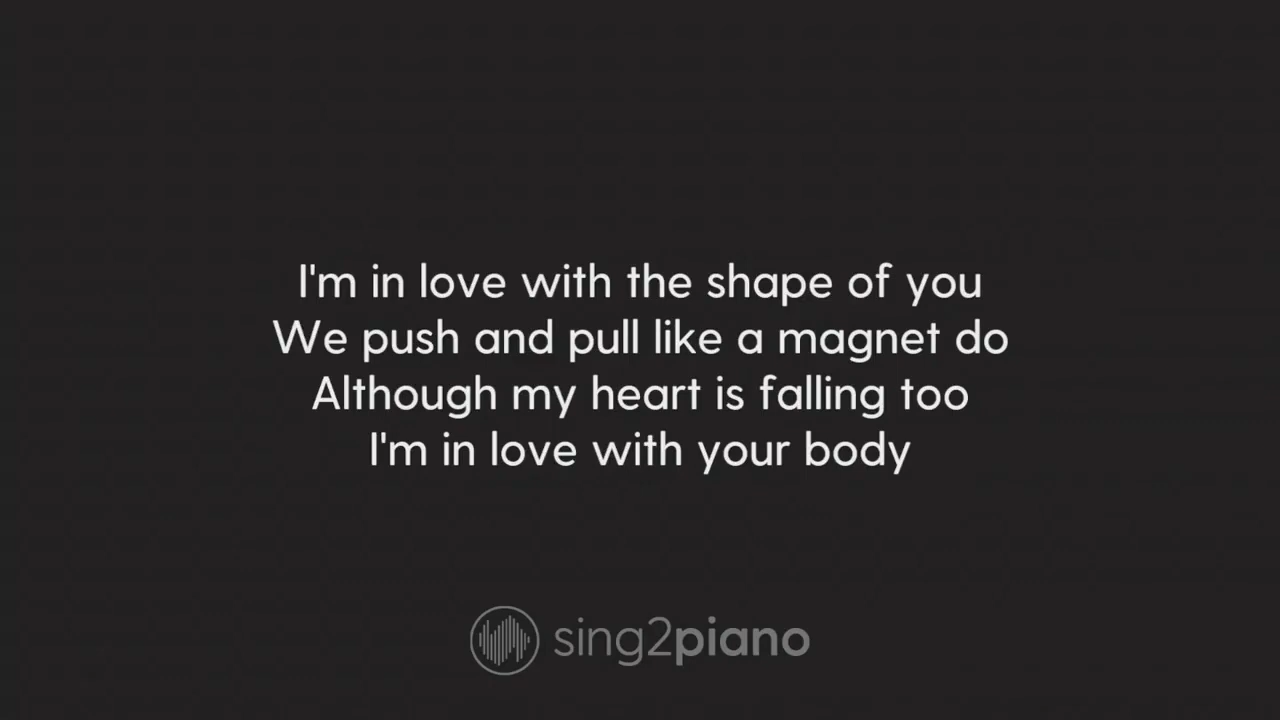 I'm in love with the shape of you
We push and pull like a magnet do
Although my heart is falling too
I'm in love with your body
sing2piano